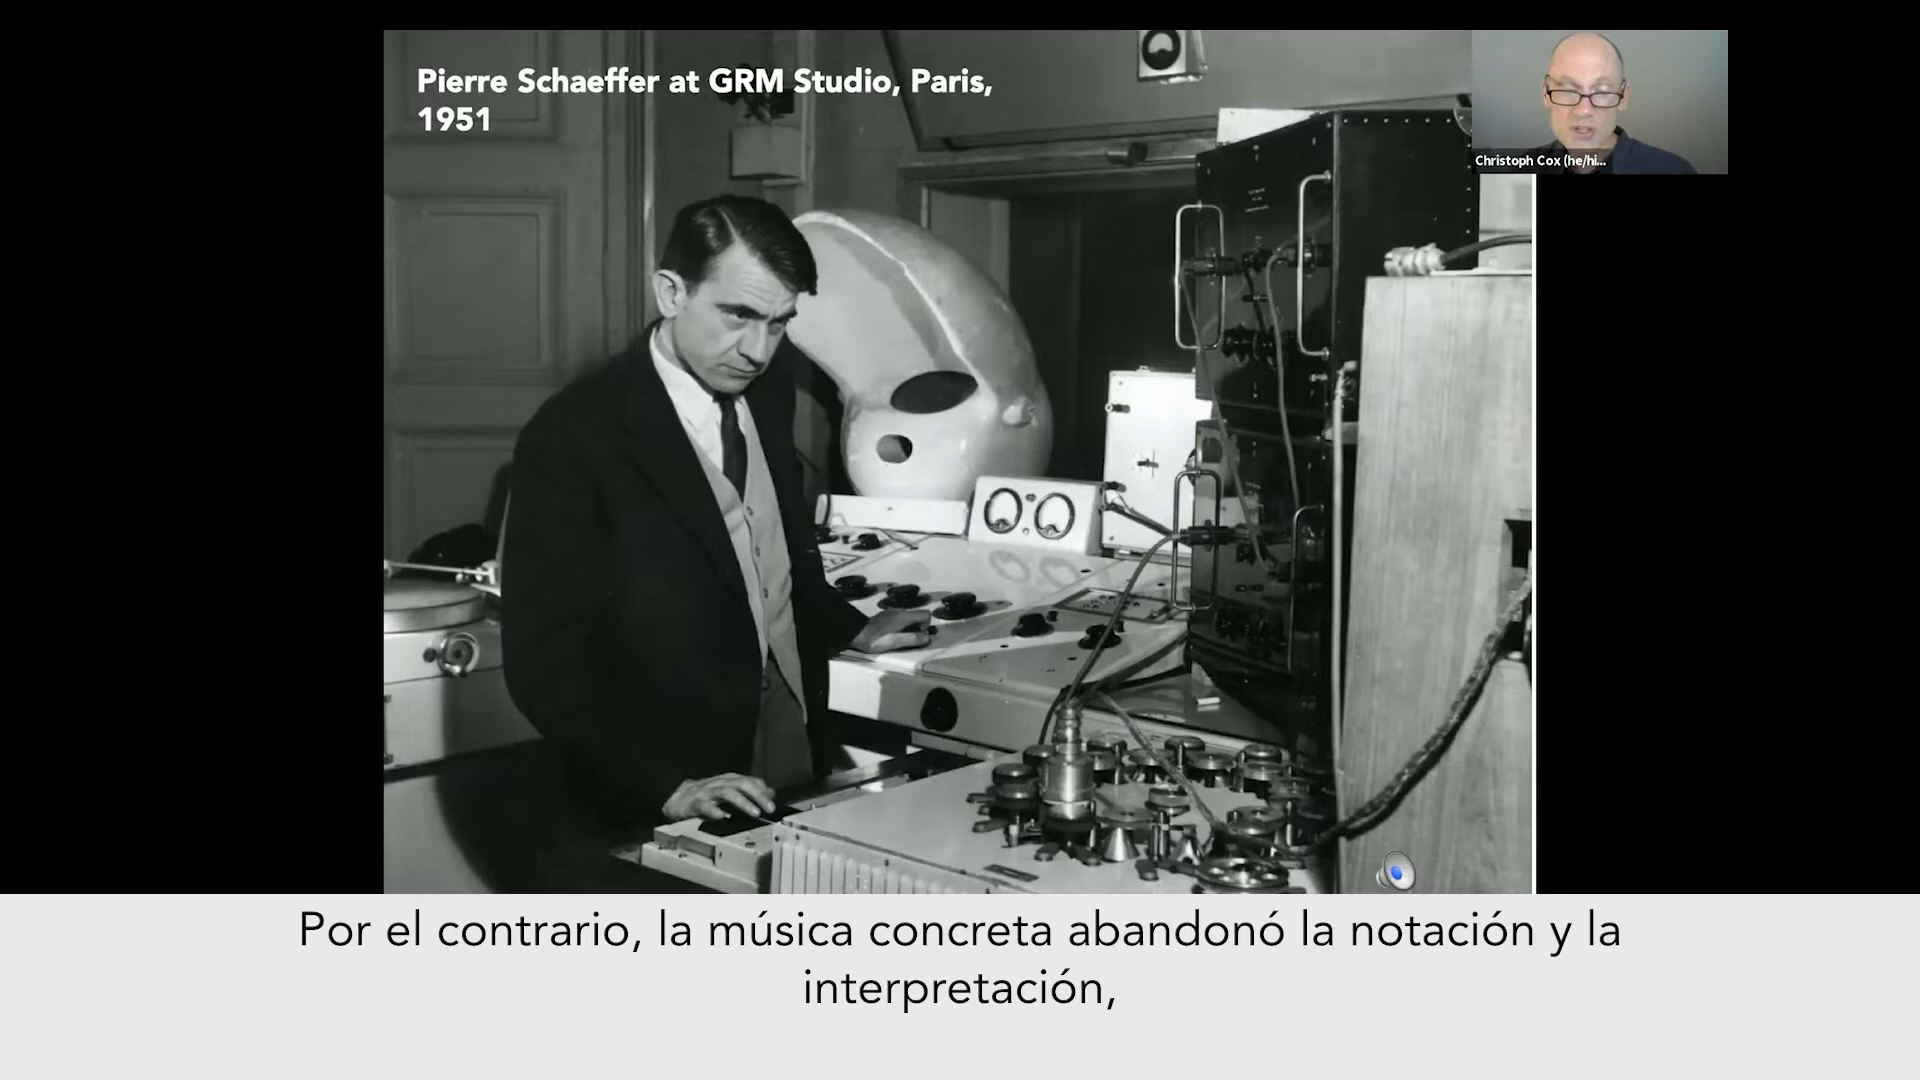 Pierre Schaeffer at GRM Studio, Paris,
1951
Christoph Cox (he/hi...
Por el contrario, la música concreta abandonó la notación y la
interpretación,